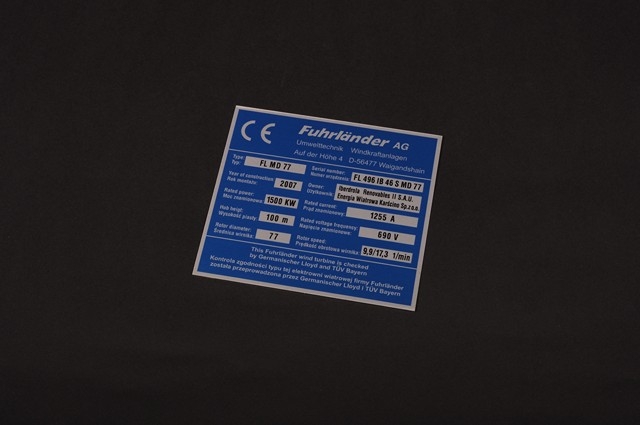 CE Fuhrländer AG
Umwelttechnik Windkraftanlagen
Auf der Höhe 4 D-56477 Waigandshain
Type
Typ: FL MD 77
Serial number:
Numer urządzenia: FL 496 IB 46 S MD 77
Year of construction
Rok montażu: 2007
Owner:
Użytkownik: Iberdrola Renovables II S.A.U.
Energia Wiatrowa Karścino Sp.z.o.o.
Rated power:
Moc znamionowa: 1500 KW
Rated current:
Prąd znamionowy: 1255 A
Hub heigt:
Wysokość piasty: 100 m
Rated voltage frequency:
Napięcie znamionowe: 690 V
Rotor diameter:
Średnica wirnika: 77
Rotor speed:
Prędkość obrotowa wirnika: 9,9/17,3 1/min
This Fuhrländer wind turbine is checked
by Germanischer Lloyd and TÜV Bayern
Kontrola zgodności typu tej elektrowni wiatrowej firmy Fuhrländer
została przeprowadzona przez Germanischer Lloyd i TÜV Bayern